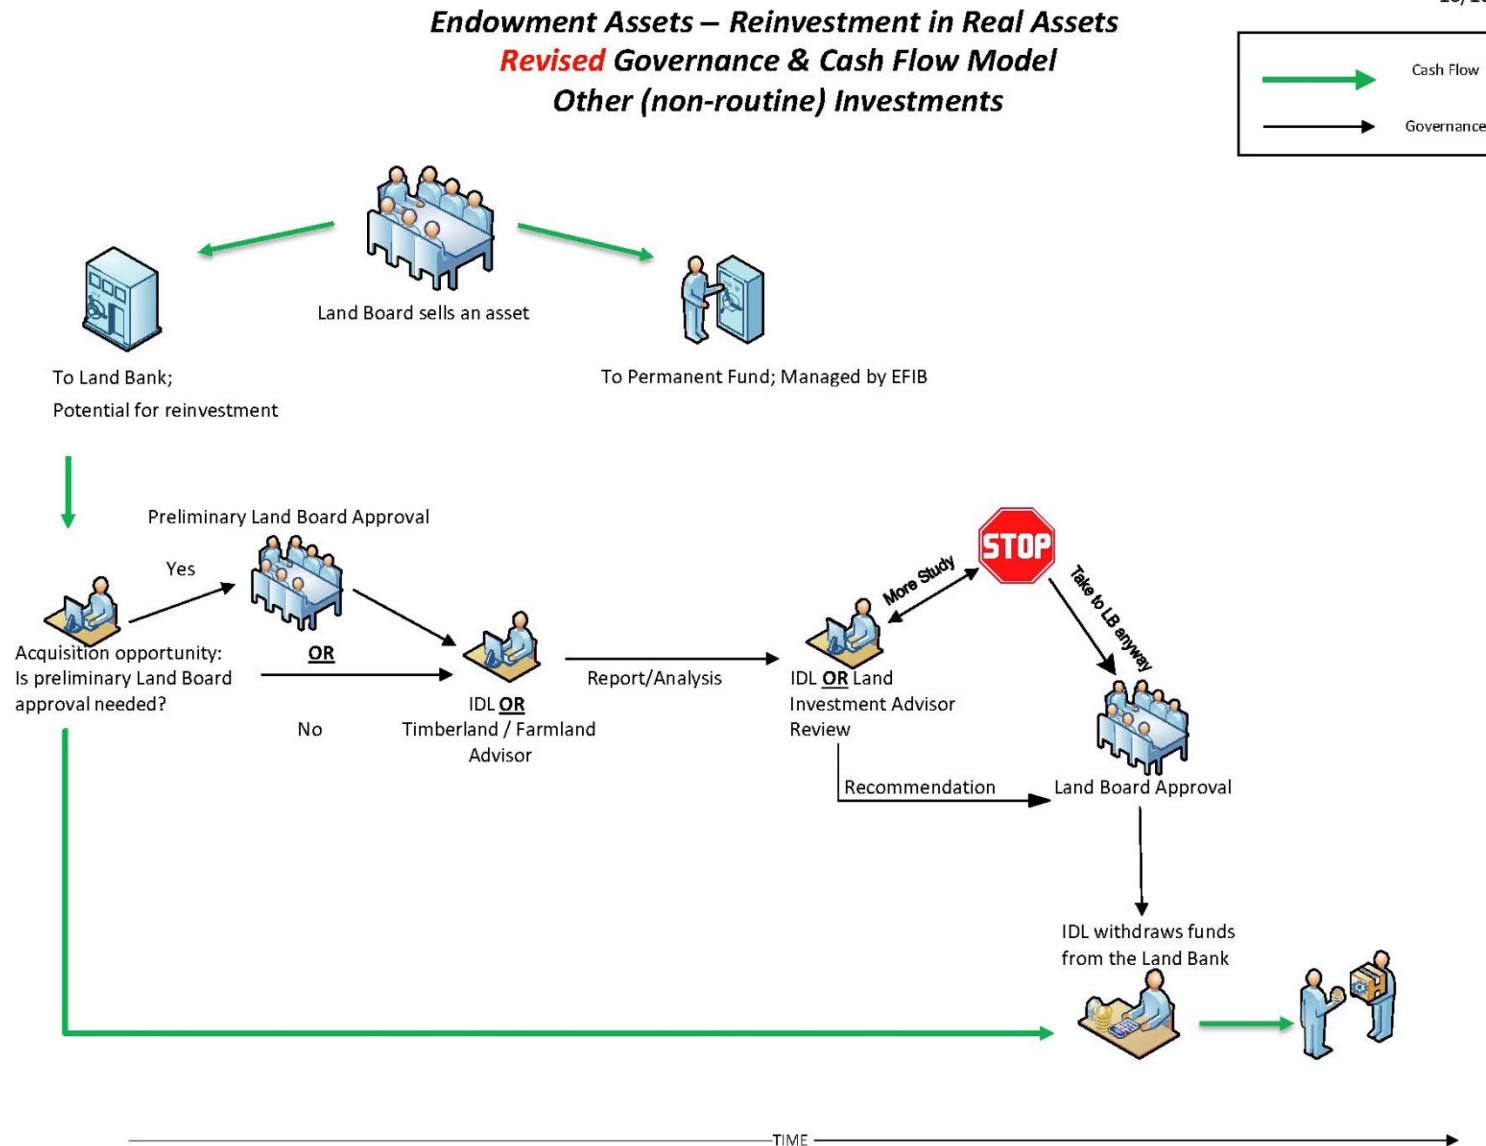 Endowment Assets – Reinvestment in Real Assets
Revised Governance & Cash Flow Model
Other (non-routine) Investments
Cash Flow
Governance
Land Board sells an asset
To Land Bank;
Potential for reinvestment
To Permanent Fund; Managed by EFIB
Preliminary Land Board Approval
Yes
Acquisition opportunity:
Is preliminary Land Board
approval needed?
OR
No
IDL OR
Timberland / Farmland
Advisor
Report/Analysis
IDL OR Land
Investment Advisor
Review
More Study
STOP
Take to LB anyway
Recommendation
Land Board Approval
IDL withdraws funds
from the Land Bank
TIME